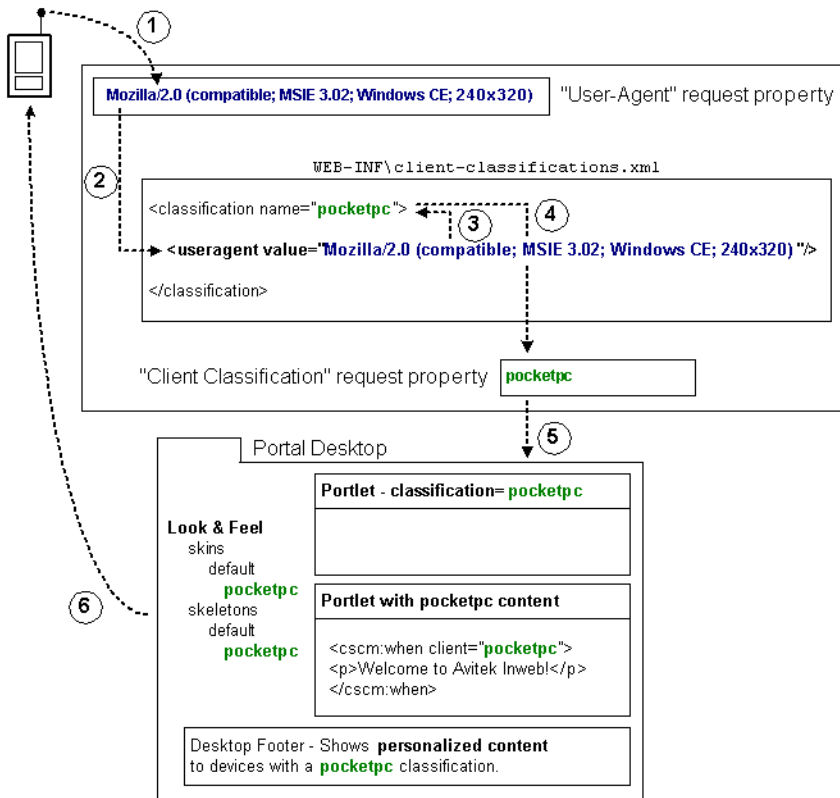 1
Mozilla/2.0 (compatible; MSIE 3.02; Windows CE; 240x320)
"User-Agent" request property
2
WEB-INF\client-classifications.xml
<classification name="pocketpc">
3
4
<useragent value="Mozilla/2.0 (compatible; MSIE 3.02; Windows CE; 240x320) "/>
</classification>
"Client Classification" request property
pocketpc
5
Portal Desktop
Portlet - classification= pocketpc
Look & Feel
skins
default
pocketpc
skeletons
default
pocketpc
6
Portlet with pocketpc content
<cscm:when client="pocketpc">
<p>Welcome to Avitek Inweb!</p>
</cscm:when>
Desktop Footer - Shows personalized content
to devices with a pocketpc classification.